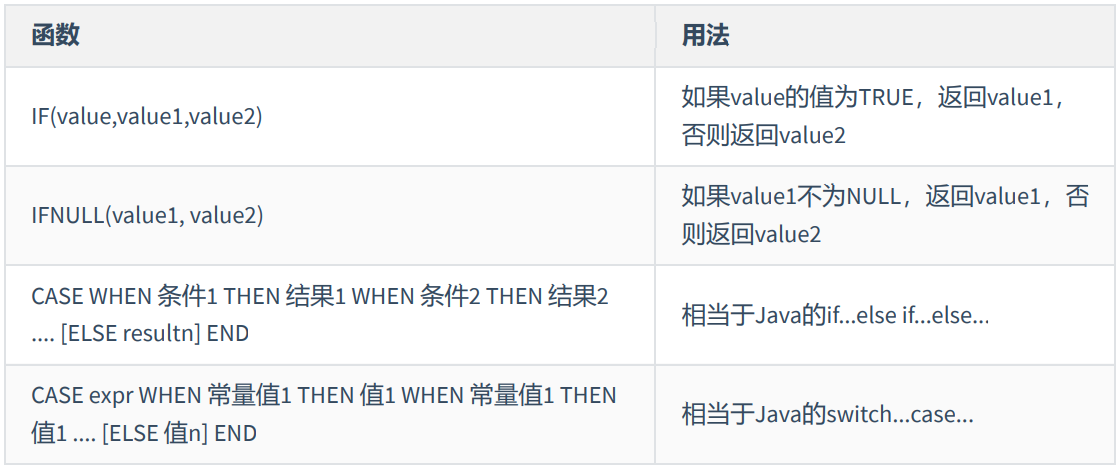 函数
用法
IF(value,value1,value2)
如果value的值为TRUE，返回value1，
否则返回value2
IFNULL(value1, value2)
如果value1不为NULL，返回value1，否
则返回value2
CASE WHEN 条件1 THEN 结果1 WHEN 条件2 THEN 结果2
.... [ELSE resultn] END
相当于Java的if...else if...else...
CASE expr WHEN 常量值1 THEN 值1 WHEN 常量值1 THEN
值1 .... [ELSE 值n] END
相当于Java的switch...case...